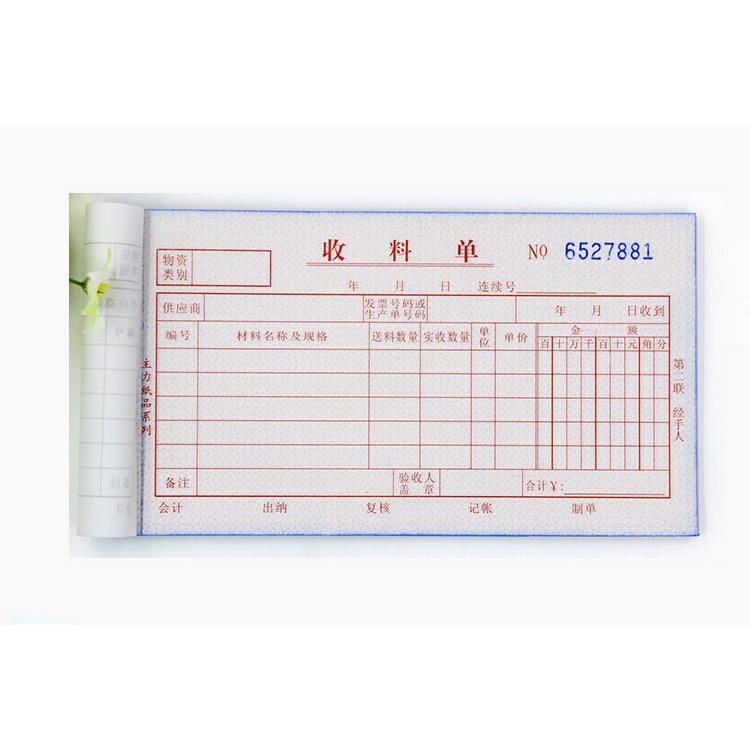 收 料 单 № 6527881
物资
类别
年 月 日 连续号
供应商 发票号码或
生产单号码 年 月 日收到
编号 材料名称及规格 送料数量 实收数量 单位 单价 金 额
百 十 万 千 百 十 元 角 分
备注 验收人
盖 章 合计￥:
会计 出纳 复核 记帐 制单
主力纸品系列
第二联 经手人